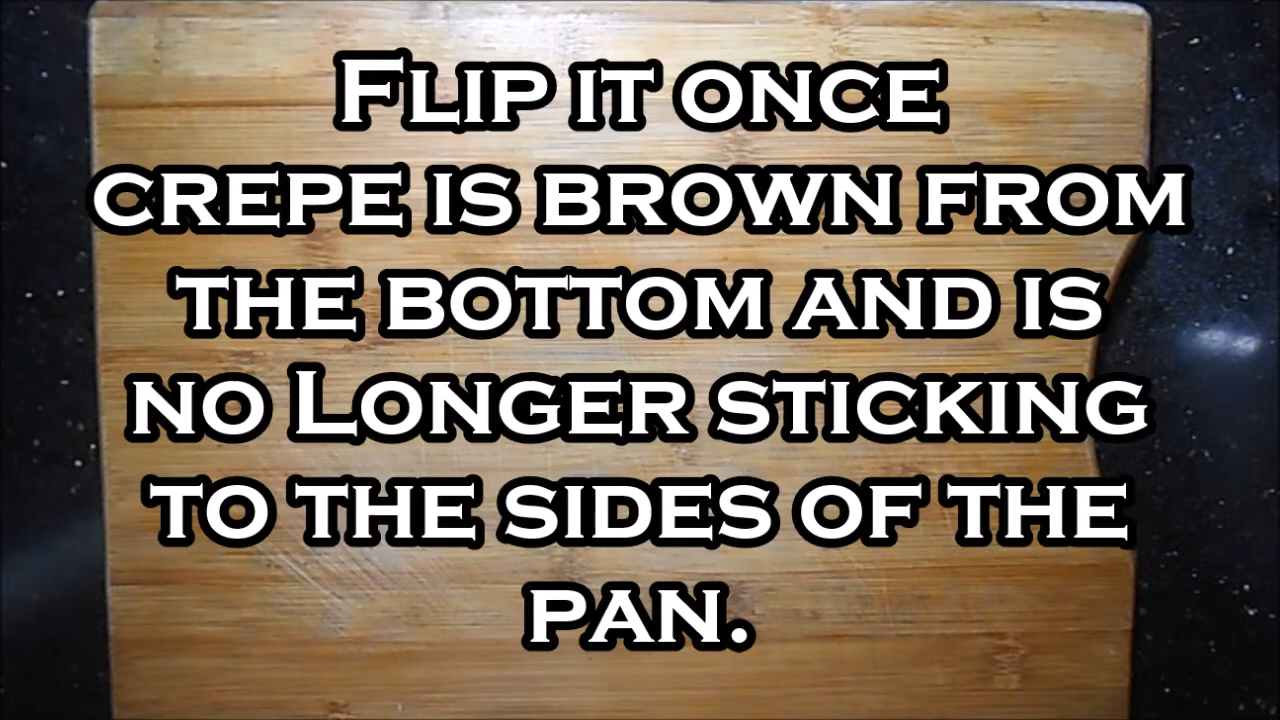 Flip it once
crepe is brown from
the bottom and is
no Longer sticking
to the sides of the
pan.